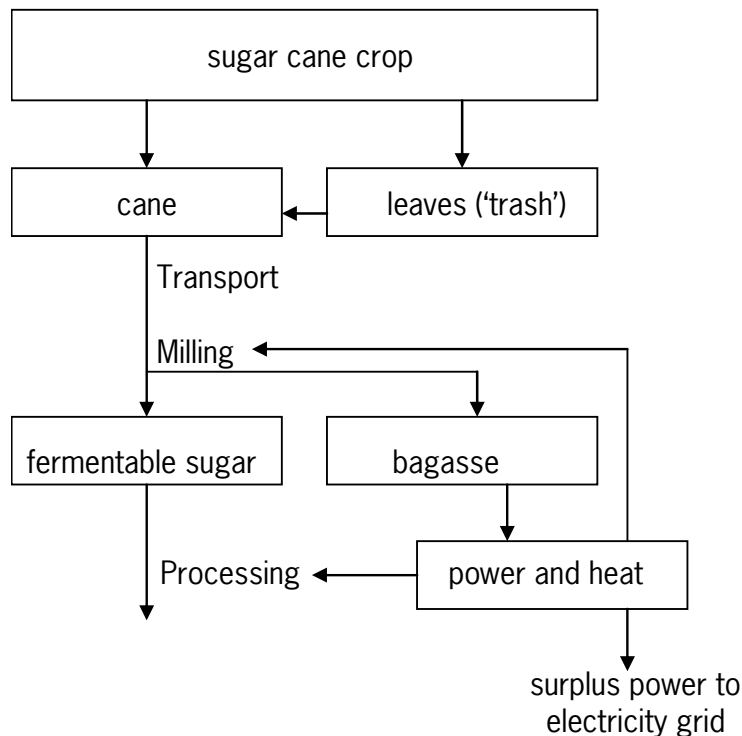 sugar cane crop
cane
leaves (‘trash’)
Transport
Milling
fermentable sugar
bagasse
Processing
power and heat
surplus power to
electricity grid